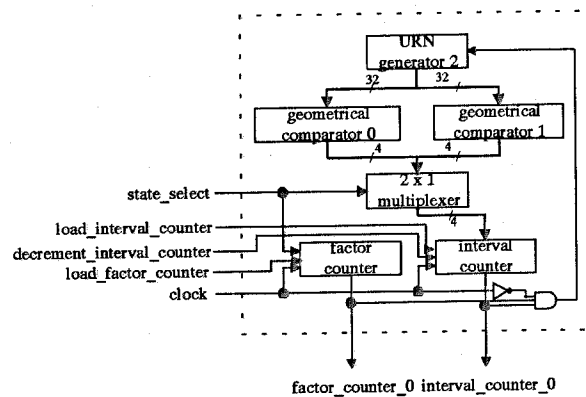 URN
generator 2
32
32
geometrical
comparator 0
geometrical
comparator 1
4
4
state_select
2 x 1
multiplexer
load_interval_counter
4
decrement_interval_counter
factor
counter
interval
counter
load_factor_counter
clock
factor_counter_0 interval_counter_0